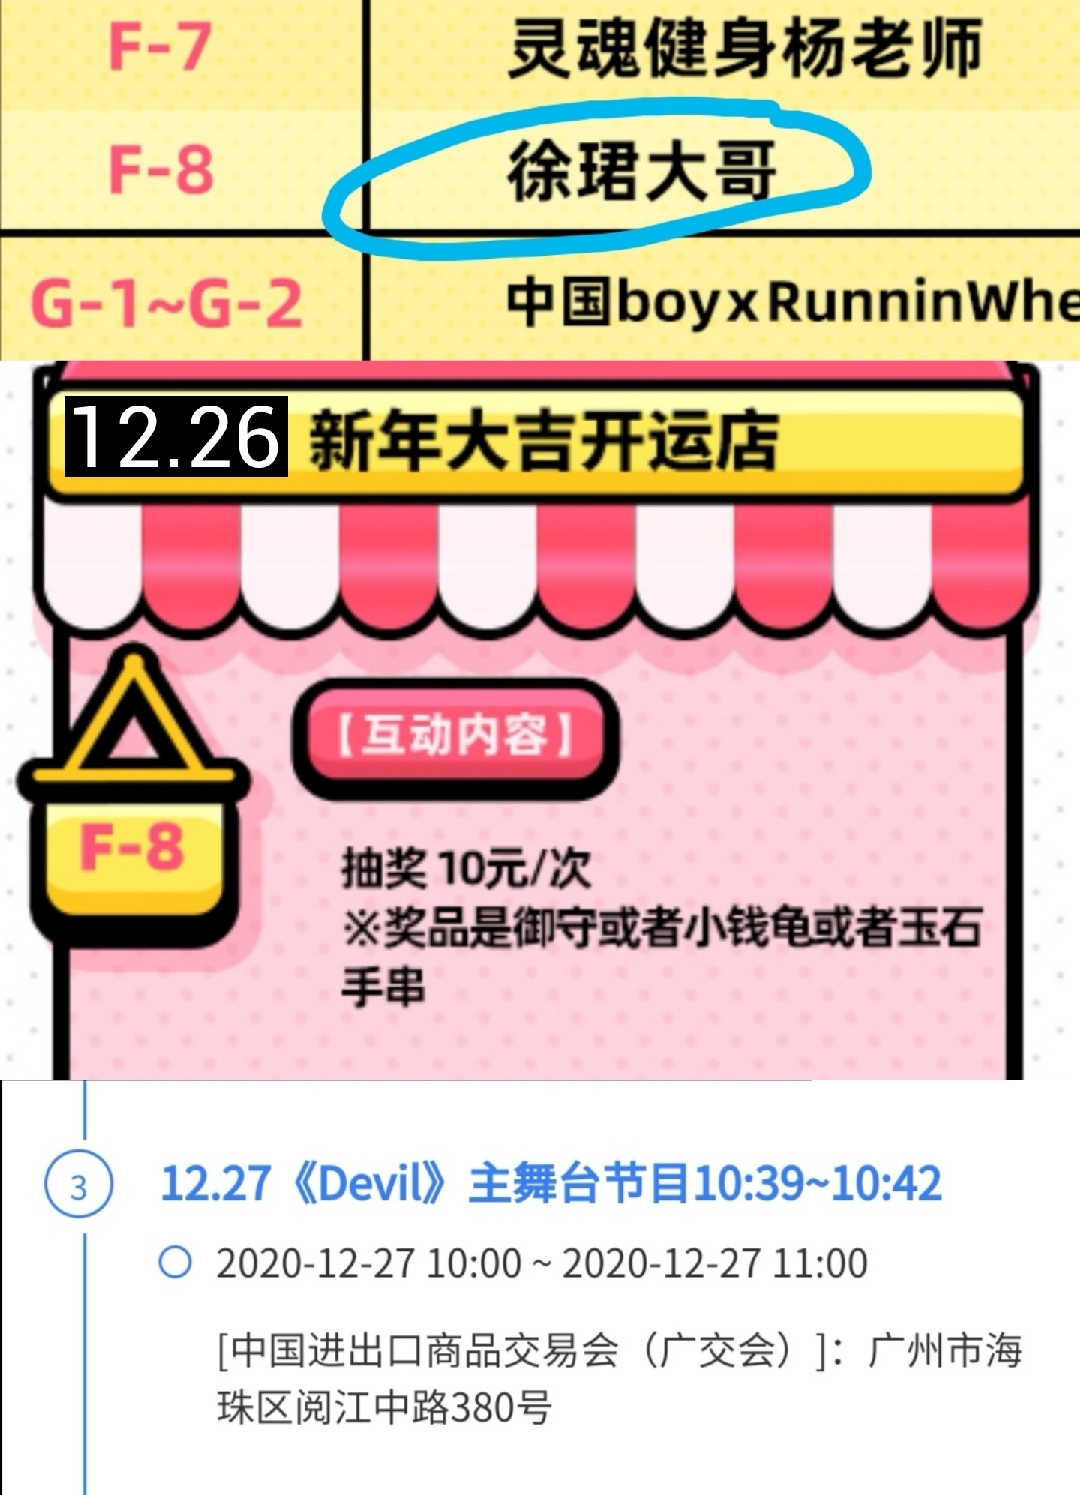 F-7 灵魂健身杨老师
F-8 徐珺大哥
G-1~G-2 中国boyxRunninWhe
12.26 新年大吉开运店
【互动内容】
F-8
抽奖 10元/次
※奖品是御守或者小钱龟或者玉石
手串
3 12.27《Devil》主舞台节目10:39~10:42
2020-12-27 10:00 ~ 2020-12-27 11:00
[中国进出口商品交易会（广交会）]：广州市海
珠区阅江中路380号